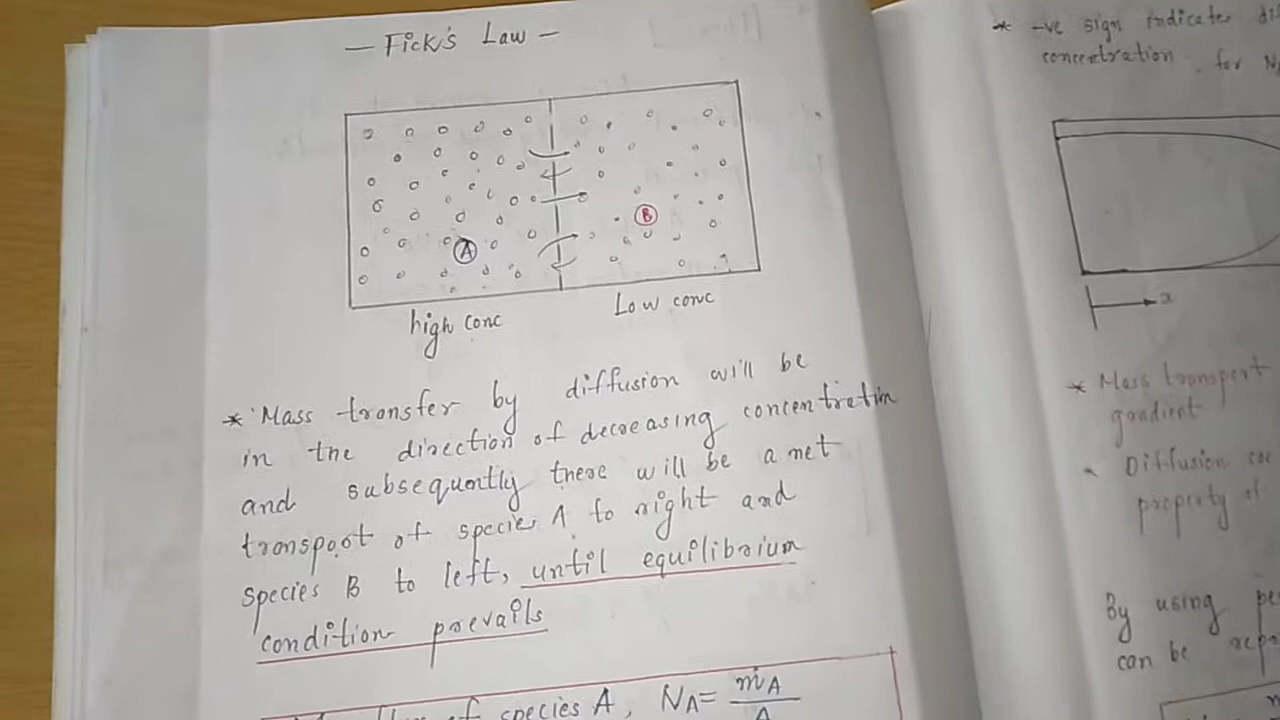 — Fick's Law —
A
B
high conc
Low conc
* Mass transfer by diffusion will be
in the direction of decreasing concentration
and subsequently there will be a net
transport of species A to right and
species B to left, until equilibrium
condition prevails
of species A, NA = ṁA / A
* -ve sign indicates
concentration. for
x
* Mass transport
gradient
* Diffusion
property of
By using
can be